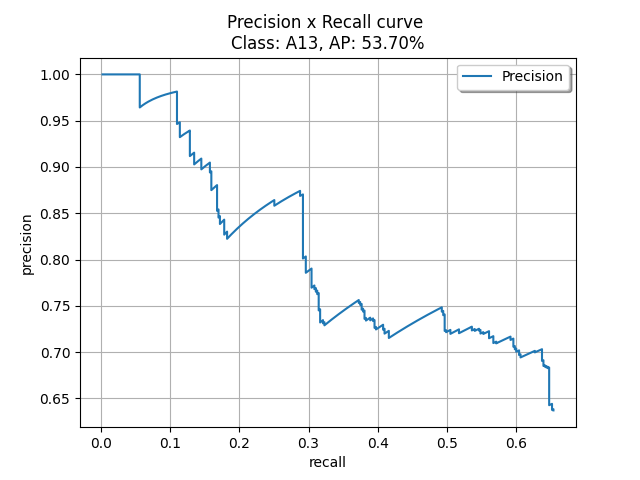 Precision x Recall curve
Class: A13, AP: 53.70%
Precision
1.00
0.95
0.90
0.85
0.80
0.75
0.70
0.65
precision
0.0 0.1 0.2 0.3 0.4 0.5 0.6
recall